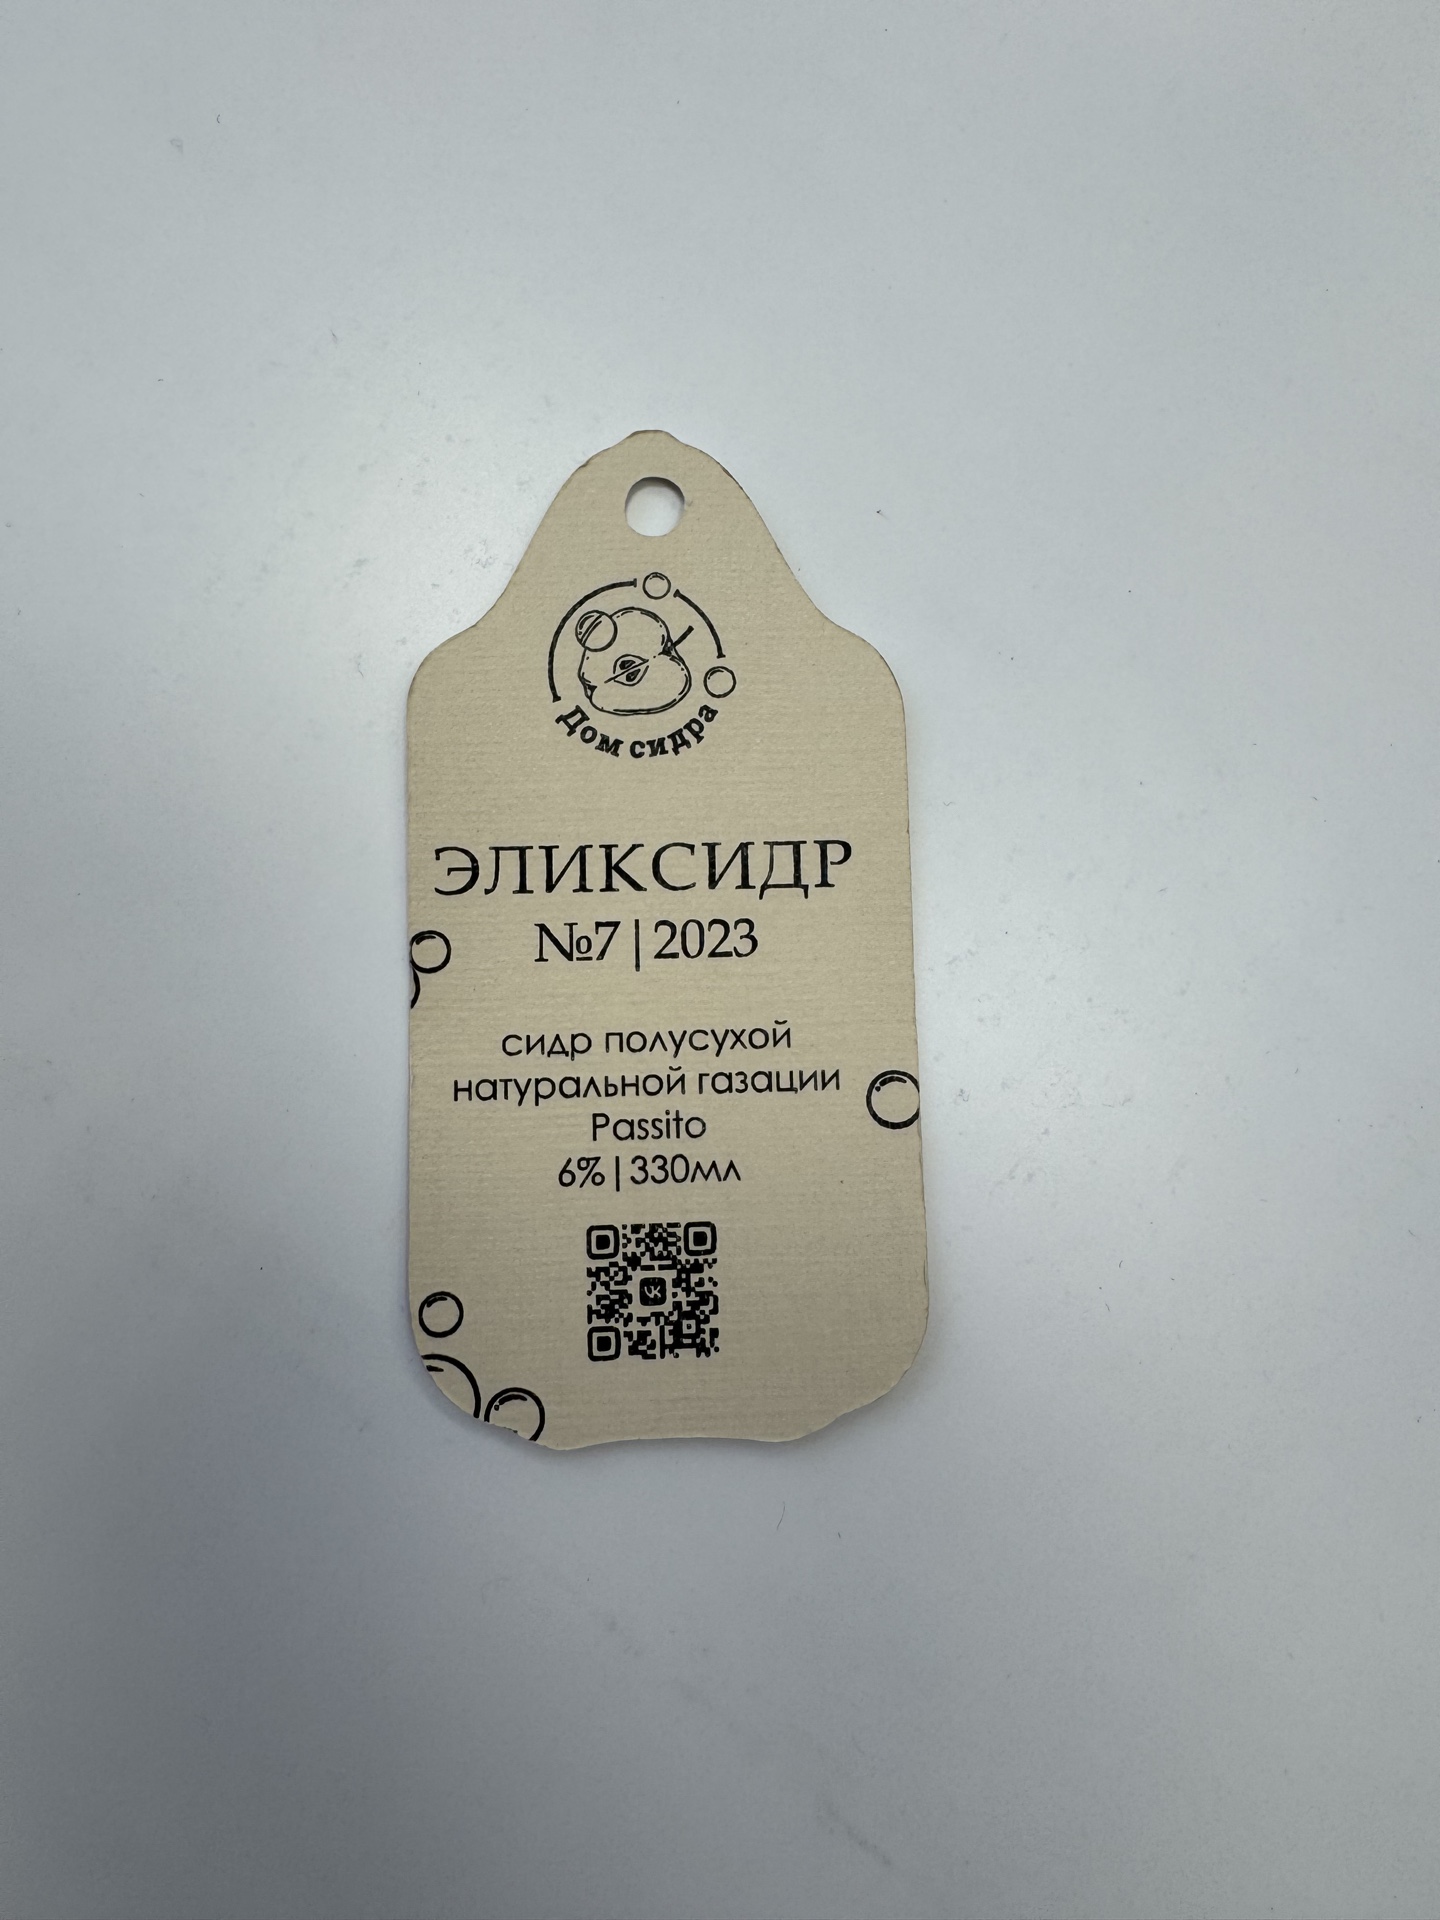 Дом сидра
ЭЛИКСИДР
№7|2023
сидр полусухой
натуральной газации
Passito
6%|330мл